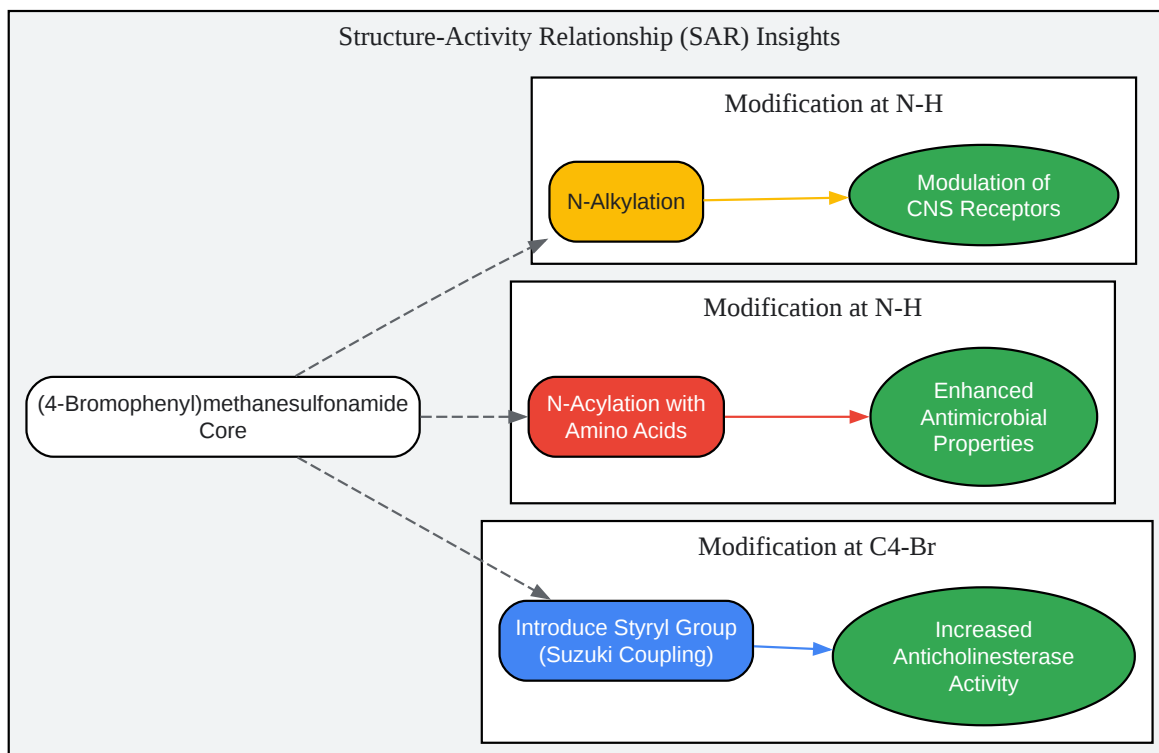 Structure-Activity Relationship (SAR) Insights
Modification at N-H
N-Alkylation
Modulation of
CNS Receptors
Modification at N-H
(4-Bromophenyl)methanesulfonamide
Core
N-Acylation with
Amino Acids
Enhanced
Antimicrobial
Properties
Modification at C4-Br
Introduce Styryl Group
(Suzuki Coupling)
Increased
Anticholinesterase
Activity